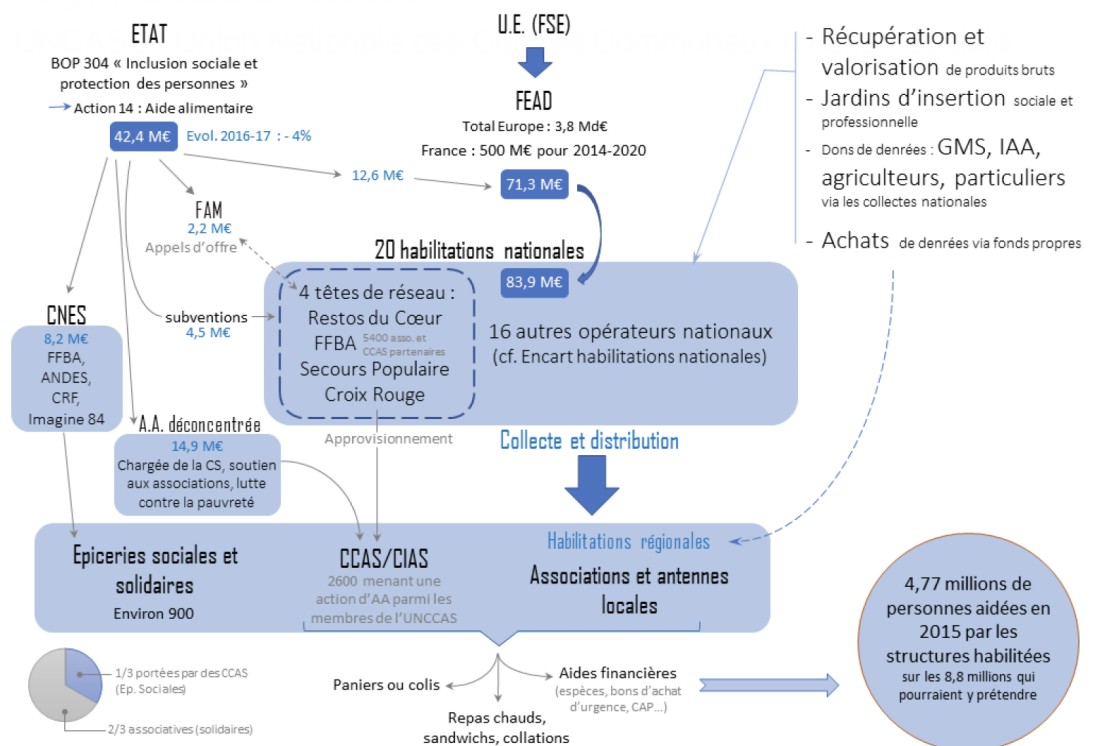 ETAT
BOP 304 « Inclusion sociale et
protection des personnes »
Action 14 : Aide alimentaire
42,4 M€
Evol. 2016-17 : - 4%
U.E. (FSE)
FEAD
Total Europe : 3,8 Md€
France : 500 M€ pour 2014-2020
12,6 M€
71,3 M€
- Récupération et
valorisation de produits bruts
- Jardins d’insertion sociale et
professionnelle
- Dons de denrées : GMS, IAA,
agriculteurs, particuliers
via les collectes nationales
- Achats de denrées via fonds propres
FAM
2,2 M€
Appels d’offre
20 habilitations nationales
83,9 M€
4 têtes de réseau :
Restos du Cœur
FFBA 5400 asso. et
CCAS partenaires
Secours Populaire
Croix Rouge
16 autres opérateurs nationaux
(cf. Encart habilitations nationales)
subventions
4,5 M€
CNES
8,2 M€
FFBA,
ANDES,
CRF,
Imagine 84
A.A. déconcentrée
14,9 M€
Chargée de la CS, soutien
aux associations, lutte
contre la pauvreté
Approvisionnement
Collecte et distribution
Epiceries sociales et
solidaires
Environ 900
CCAS/CIAS
2600 menant une
action d’AA parmi les
membres de l’UNCCAS
Habilitations régionales
Associations et antennes
locales
1/3 portées par des CCAS
(Ep. Sociales)
2/3 associatives (solidaires)
Paniers ou colis
Repas chauds,
sandwichs, collations
Aides financières
(espèces, bons d’achat
d’urgence, CAP...)
4,77 millions de
personnes aidées en
2015 par les
structures habilitées
sur les 8,8 millions qui
pourraient y prétendre